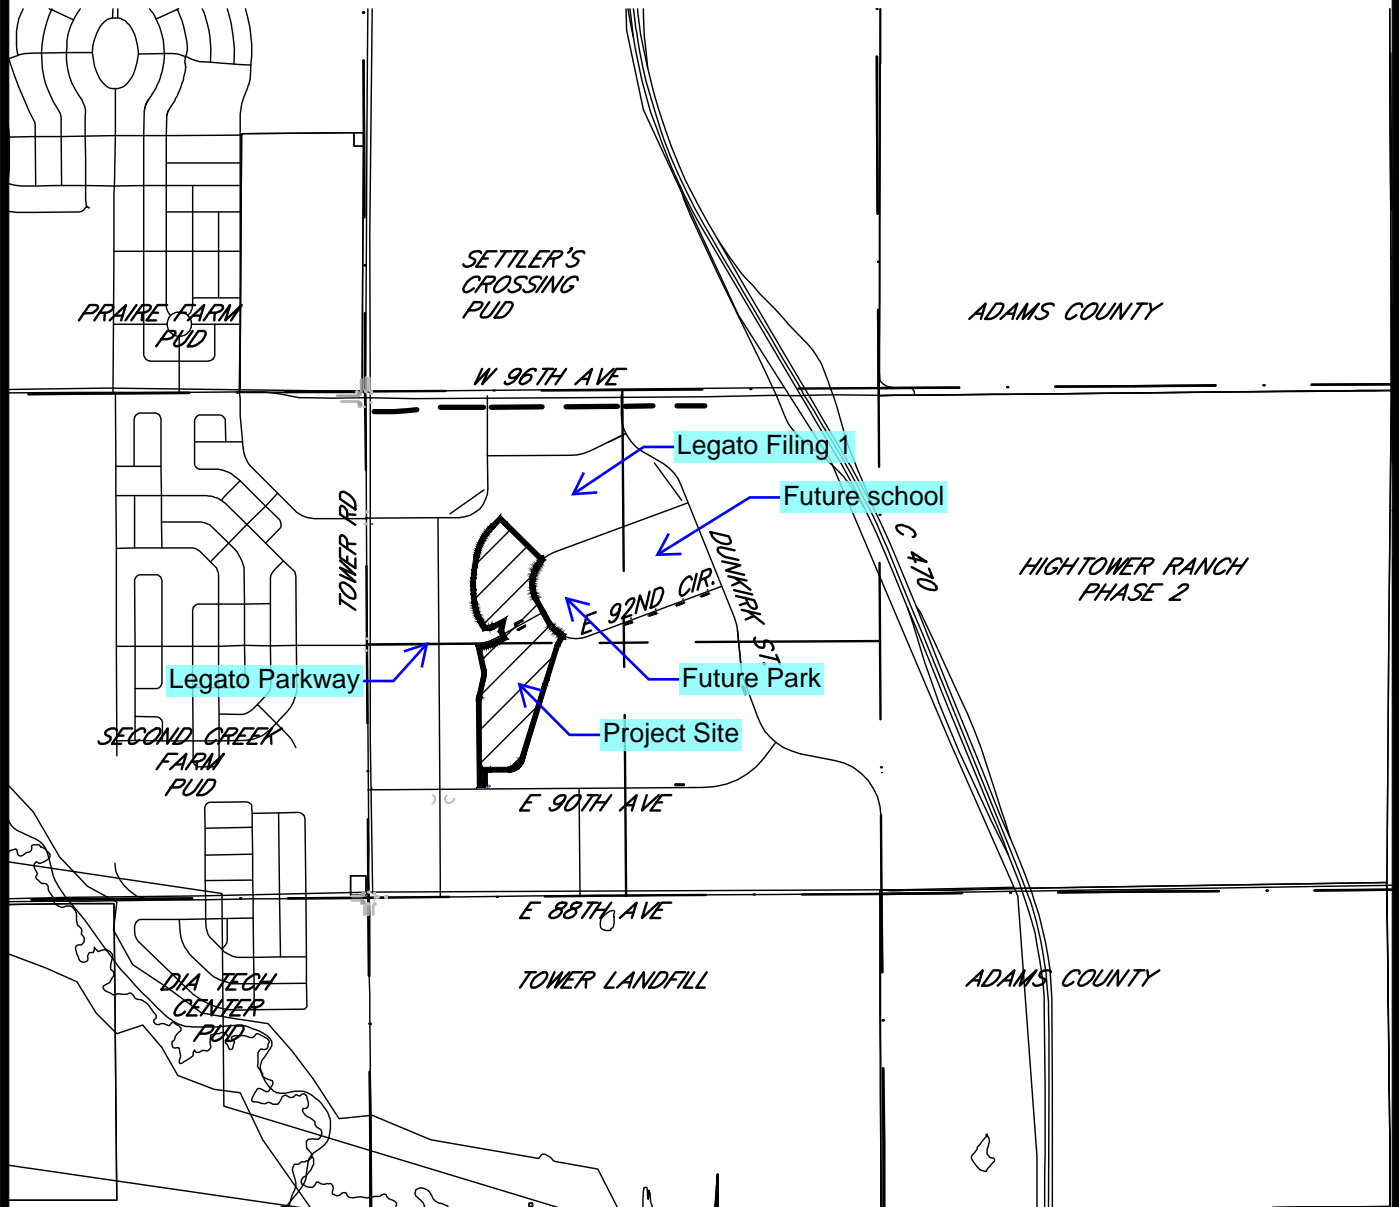 SETTLER'S
CROSSING
PUD
PRAIRE FARM
PUD
ADAMS COUNTY
W 96TH AVE
Legato Filing 1
Future school
TOWER RD
C 470
DUNKIRK ST.
HIGHTOWER RANCH
PHASE 2
E 92ND CIR.
Legato Parkway
Future Park
Project Site
SECOND CREEK
FARM
PUD
E 90TH AVE
E 88TH AVE
DIA TECH
CENTER
PUD
TOWER LANDFILL
ADAMS COUNTY